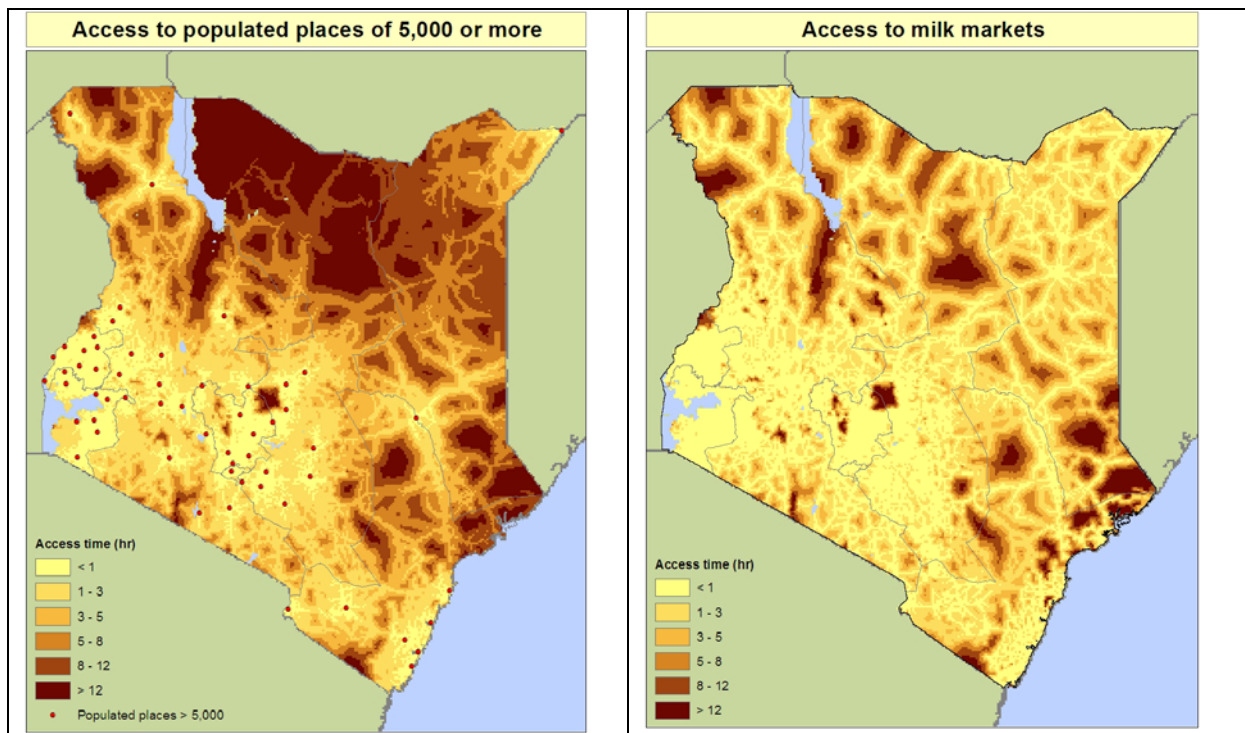 Access to populated places of 5,000 or more
Access time (hr)
< 1
1 - 3
3 - 5
5 - 8
8 - 12
> 12
Populated places > 5,000
Access to milk markets
Access time (hr)
< 1
1 - 3
3 - 5
5 - 8
8 - 12
> 12